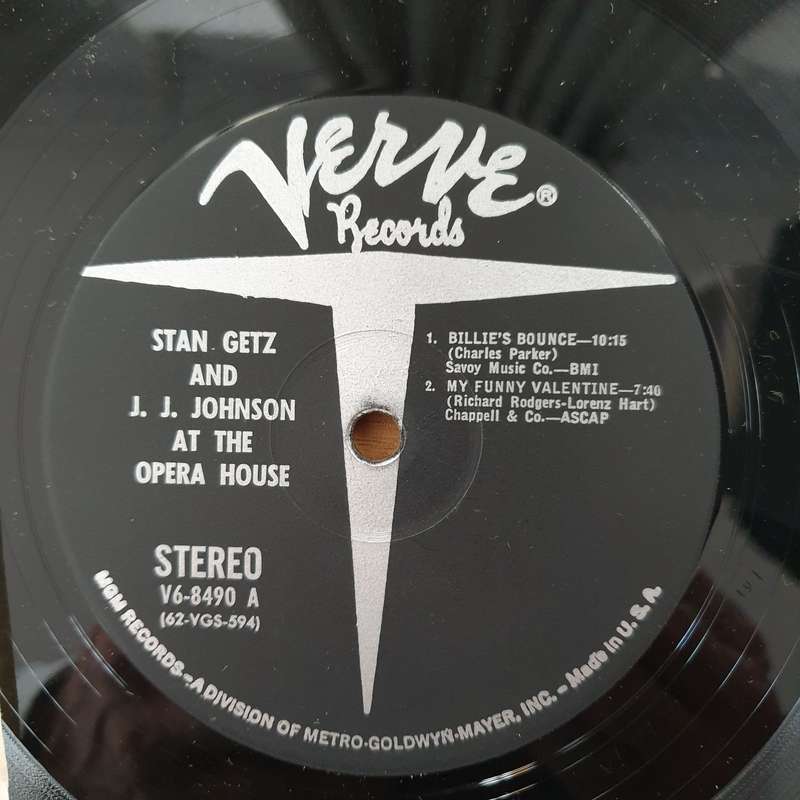 VERVE®
Records
STAN GETZ
AND
J. J. JOHNSON
AT THE
OPERA HOUSE
STEREO
V6-8490 A
(62-VGS-594)
1. BILLIE'S BOUNCE—10:15
(Charles Parker)
Savoy Music Co.—BMI
2. MY FUNNY VALENTINE—7:40
(Richard Rodgers-Lorenz Hart)
Chappell & Co.—ASCAP
MGM RECORDS – A DIVISION OF METRO-GOLDWYN-MAYER, INC. – Made in U. S. A.